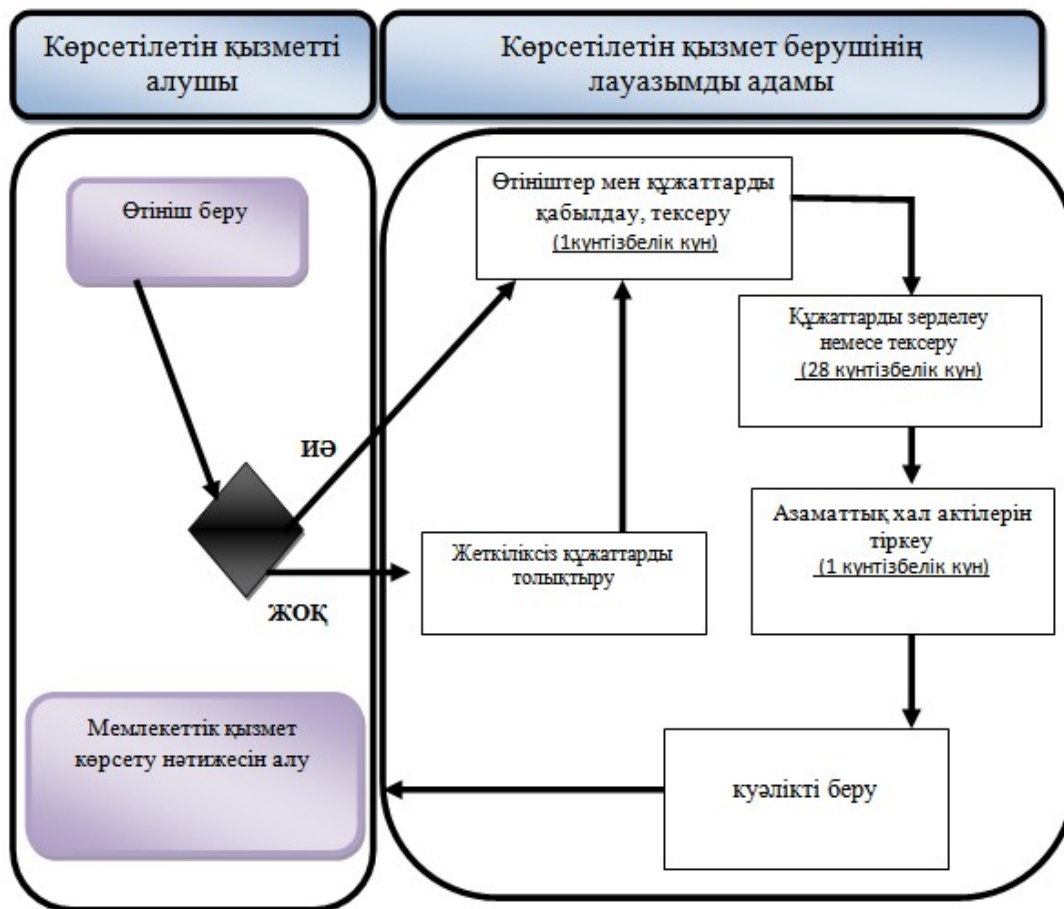 Көрсетілетін қызметті
алушы
Көрсетілетін қызмет берушінің
лауазымды адамы
Өтініш беру
Өтініштер мен құжаттарды
қабылдау, тексеру
(1күнтізбелік күн)
Құжаттарды зерделеу
немесе тексеру
(28 күнтізбелік күн)
иә
Азаматтық хал актілерін
тіркеу
(1 күнтізбелік күн)
Жеткіліксіз құжаттарды
толықтыру
жоқ
Мемлекеттік қызмет
көрсету нәтижесін алу
куәлікті беру